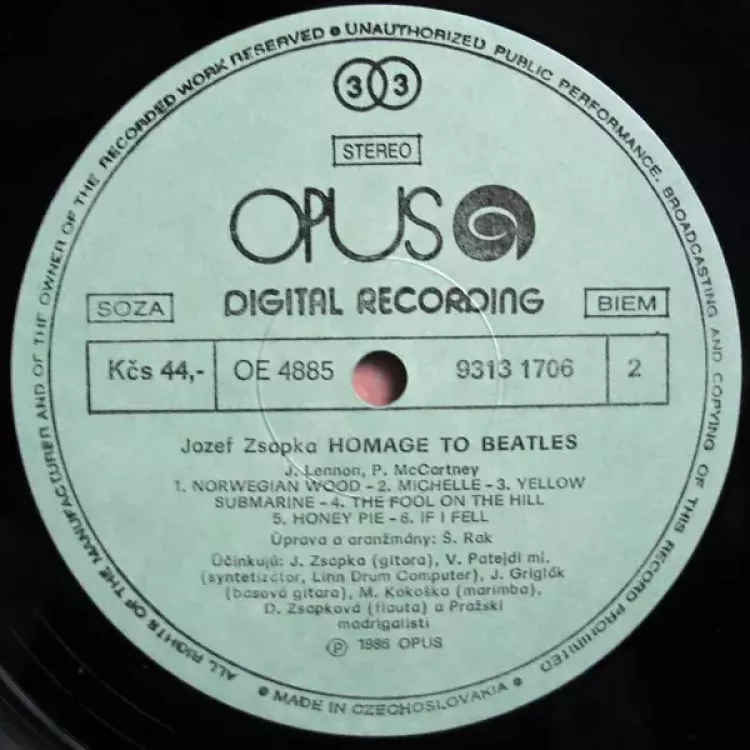 ALL RIGHTS OF THE MANUFACTURER AND OF THE OWNER OF THE RECORDED WORK RESERVED ● UNAUTHORIZED PUBLIC PERFORMANCE, BROADCASTING AND COPYING OF THIS RECORD PROHIBITED
33
STEREO
OPUS
DIGITAL RECORDING
SOZA
BIEM
Kčs 44,- OE 4885 9313 1706 2
Jozef Zsapka HOMAGE TO BEATLES
J. Lennon, P. McCartney
1. NORWEGIAN WOOD – 2. MICHELLE – 3. YELLOW
SUBMARINE – 4. THE FOOL ON THE HILL
5. HONEY PIE – 6. IF I FELL
Úprava a aranžmány: Š. Rak
Účinkujú: J. Zsapka (gitara), V. Patejdl ml.
(syntetizátor, Linn Drum Computer), J. Griglák
(basová gitara), M. Kokoška (marimba).
D. Zsapková (flauta) a Pražskí
madrigalisti
Ⓟ 1986 OPUS
● MADE IN CZECHOSLOVAKIA ●